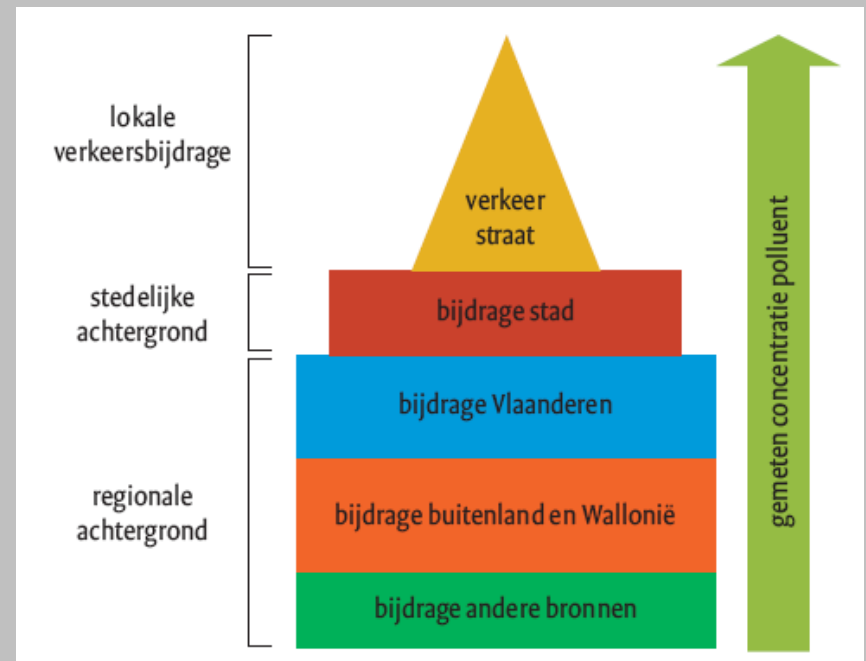 lokale
verkeersbijdrage
verkeer
straat
stedelijke
achtergrond
bijdrage stad
bijdrage Vlaanderen
regionale
achtergrond
bijdrage buitenland en Wallonië
bijdrage andere bronnen
gemeten concentratie polluent